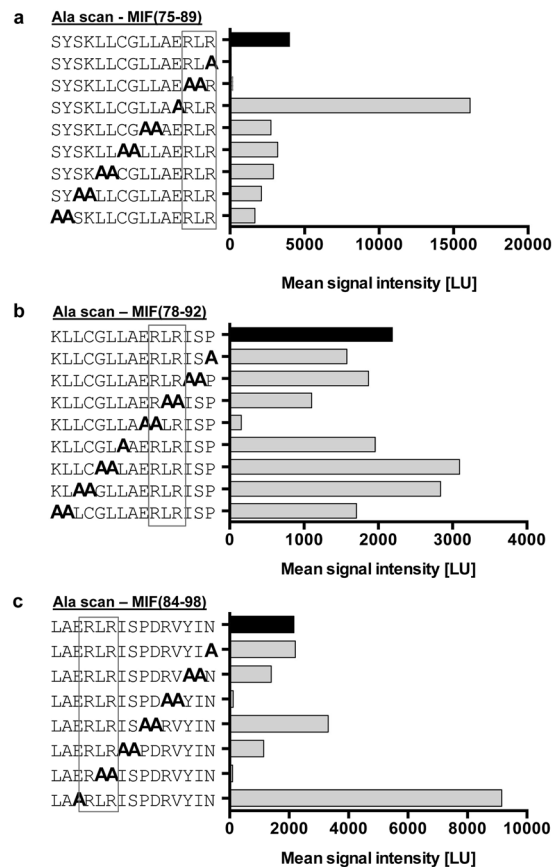 a
Ala scan - MIF(75-89)
SYSKLLCGLLAERLR
SYSKLLCGLLAERLA
SYSKLLCGLLAEAAR
SYSKLLCGLLAARLR
SYSKLLCGAAAERLR
SYSKLLAALLAERLR
SYSKAACGLLAERLR
SYAALLCGLLAERLR
AASKLLCGLLAERLR
0 5000 10000 15000 20000
Mean signal intensity [LU]
b
Ala scan – MIF(78-92)
KLLCGLLAERLRISP
KLLCGLLAERLRISA
KLLCGLLAERLRAAP
KLLCGLLAERAAISP
KLLCGLLAAALRISP
KLLCGLAAERLRISP
KLLCAALAERLRISP
KLAAGLLAERLRISP
AALCGLLAERLRISP
0 1000 2000 3000 4000
Mean signal intensity [LU]
c
Ala scan – MIF(84-98)
LAERLRISPDRVYIN
LAERLRISPDRVYIA
LAERLRISPDRVAAN
LAERLRISPDAAYIN
LAERLRISAARVYIN
LAERLRAAPDRVYIN
LAERAAISPDRVYIN
LAARLRISPDRVYIN
0 2000 4000 6000 8000 10000
Mean signal intensity [LU]